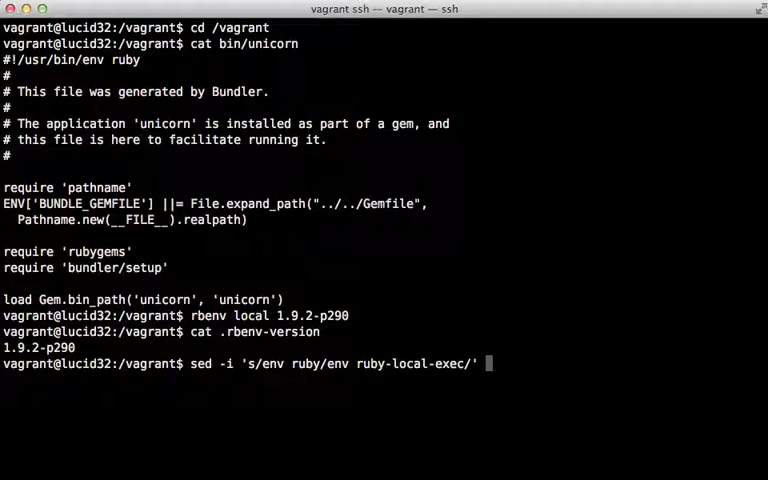 vagrant ssh — vagrant — ssh
vagrant@lucid32:/vagrant$ cd /vagrant
vagrant@lucid32:/vagrant$ cat bin/unicorn
#!/usr/bin/env ruby
#
# This file was generated by Bundler.
#
# The application 'unicorn' is installed as part of a gem, and
# this file is here to facilitate running it.
#
require 'pathname'
ENV['BUNDLE_GEMFILE'] ||= File.expand_path("../../Gemfile",
  Pathname.new(__FILE__).realpath)
require 'rubygems'
require 'bundler/setup'
load Gem.bin_path('unicorn', 'unicorn')
vagrant@lucid32:/vagrant$ rbenv local 1.9.2-p290
vagrant@lucid32:/vagrant$ cat .rbenv-version
1.9.2-p290
vagrant@lucid32:/vagrant$ sed -i 's/env ruby/env ruby-local-exec/'